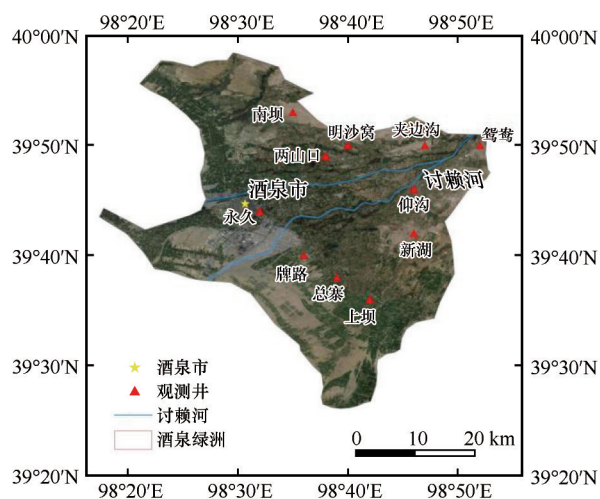 98°20′E 98°30′E 98°40′E 98°50′E
40°00′N 40°00′N
南坝
明沙窝 夹边沟 鸳鸯
39°50′N 39°50′N
两山口
酒泉市 讨赖河
永久 仰沟
39°40′N 39°40′N
新湖
牌路
总寨
上坝
39°30′N 39°30′N
酒泉市
观测井
讨赖河
酒泉绿洲
0 10 20 km
39°20′N 39°20′N
98°20′E 98°30′E 98°40′E 98°50′E